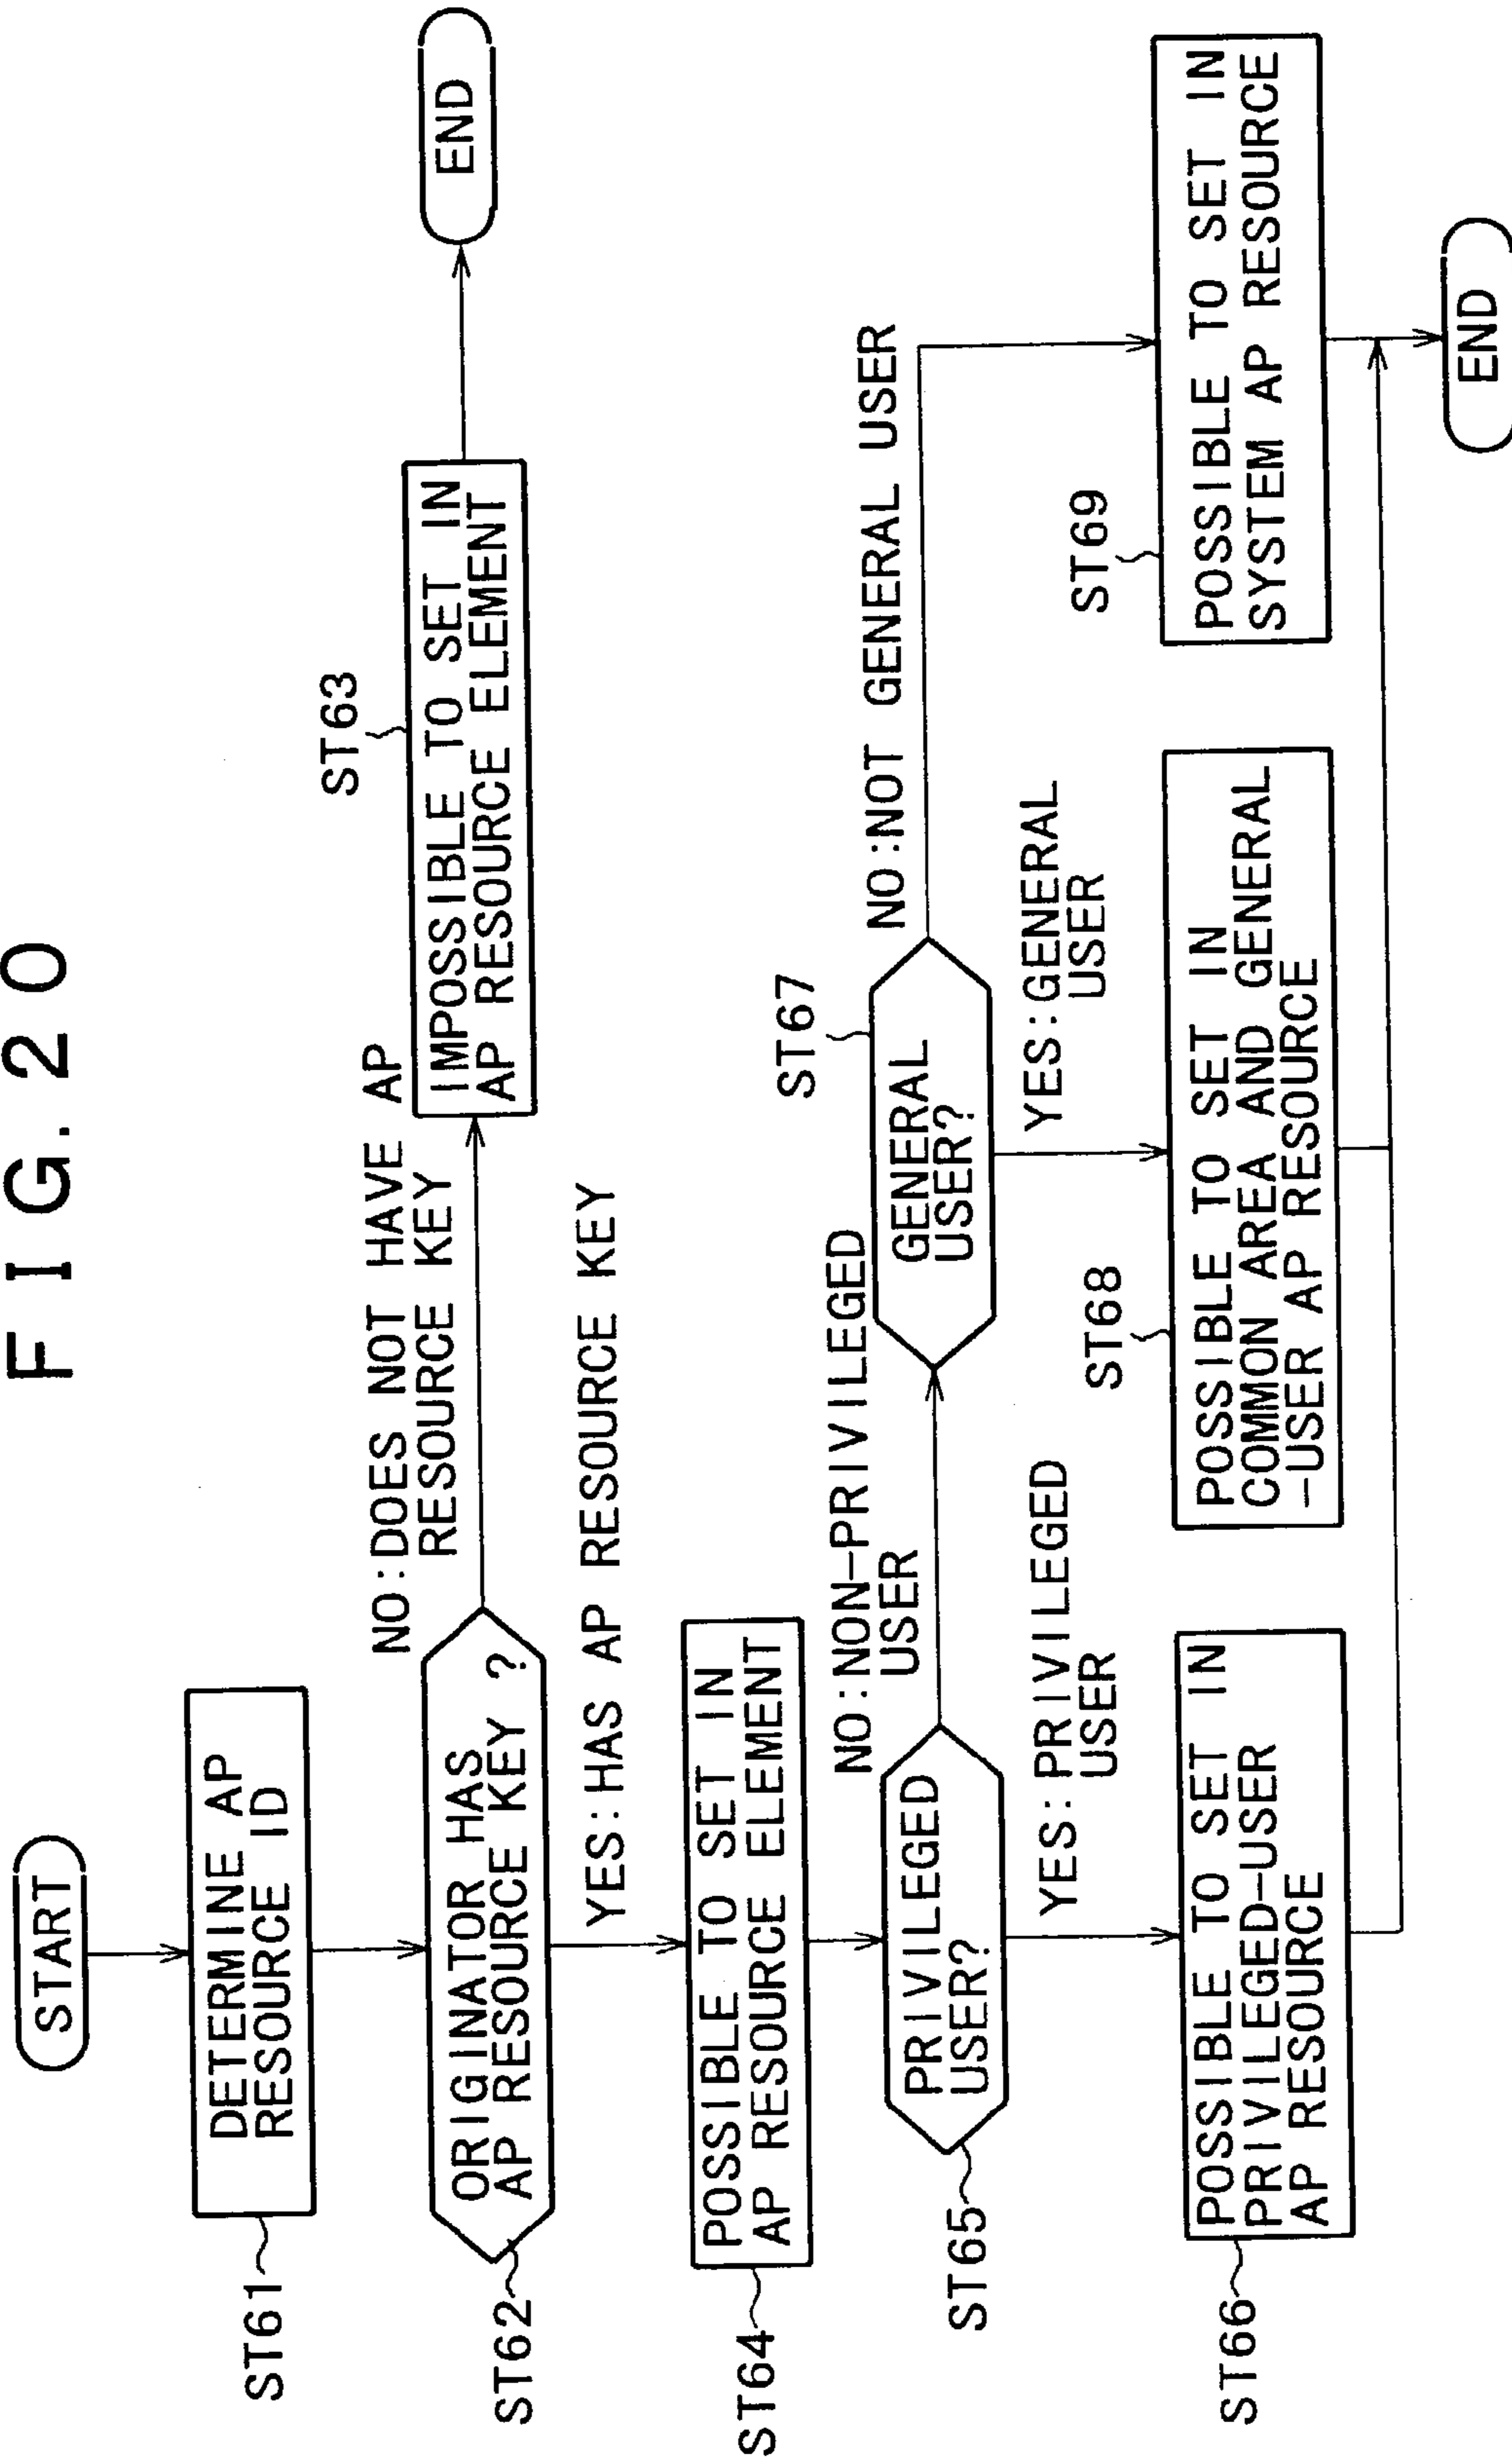 FIG.20
START
ST61
DETERMINE AP
RESOURCE ID
ST62
ORIGINATOR HAS
AP RESOURCE KEY ?
NO:DOES NOT HAVE AP
RESOURCE KEY
ST63
IMPOSSIBLE TO SET IN
AP RESOURCE ELEMENT
END
YES:HAS AP RESOURCE KEY
ST64
POSSIBLE TO SET IN
AP RESOURCE ELEMENT
ST65
PRIVILEGED
USER?
NO:NON-PRIVILEGED
USER
ST67
GENERAL
USER?
NO:NOT GENERAL USER
YES:PRIVILEGED
USER
YES:GENERAL
USER
ST66
POSSIBLE TO SET IN
PRIVILEGED-USER
AP RESOURCE
ST68
POSSIBLE TO SET IN
COMMON AREA AND GENERAL
-USER AP RESOURCE
ST69
POSSIBLE TO SET IN
SYSTEM AP RESOURCE
END